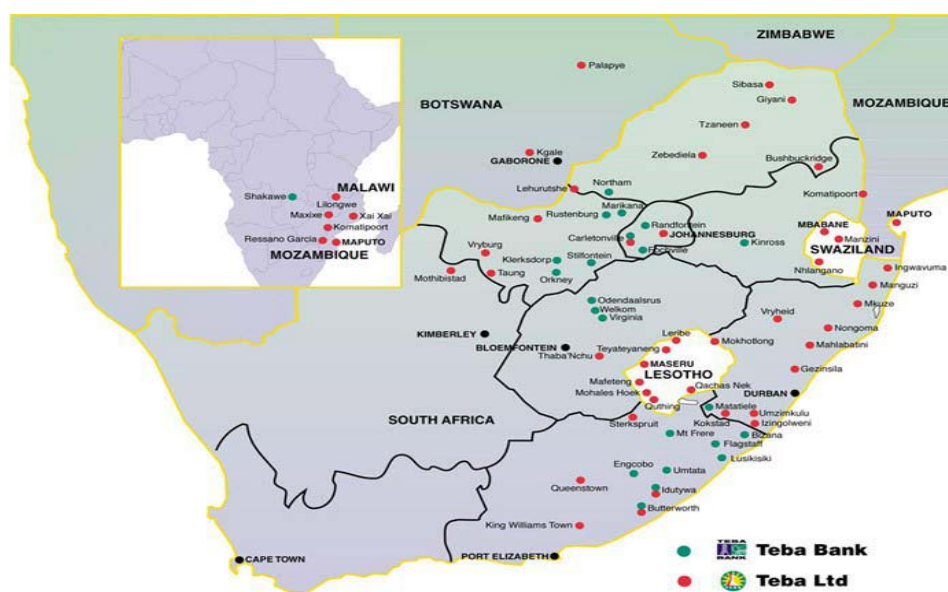 ZIMBABWE
Palapye
Sibasa
Giyani
BOTSWANA
MOZAMBIQUE
Tzaneen
Kgale
GABORONE
Zebediela
Bushbuckridge
Shakawe
MALAWI
Lilongwe
Maxixe
Xai Xai
Komatipoort
Ressano Garcia
MAPUTO
MOZAMBIQUE
Lehurutshe
Northam
Komatipoort
Mafikeng
Rustenburg
Marikana
MAPUTO
Randfontein
MBABANE
Carletonville
JOHANNESBURG
Manzini
Kinross
SWAZILAND
Vryburg
Klerksdorp
Stilfontein
Mothibistad
Taung
Orkney
Nhlangano
Ingwavuma
Manguzi
Odendaalsrus
Welkom
Virginia
Mkuze
Vryheid
KIMBERLEY
Nongoma
Leribe
Mokhotlong
BLOEMFONTEIN
Teyateyaneng
Mahlabatini
Thaba'Nchu
MASERU
LESOTHO
Gezinsila
Mafeteng
Qachas Nek
Mohales Hoek
DURBAN
Quthing
Matatiele
Umzimkulu
SOUTH AFRICA
Sterkspruit
Kokstad
Izingolweni
Mt Frere
Bizana
Flagstaff
Lusikisiki
Engcobo
Umtata
Queenstown
Idutywa
Butterworth
King Williams Town
CAPE TOWN
PORT ELIZABETH
TEBA
BANK
Teba Bank
Teba Ltd